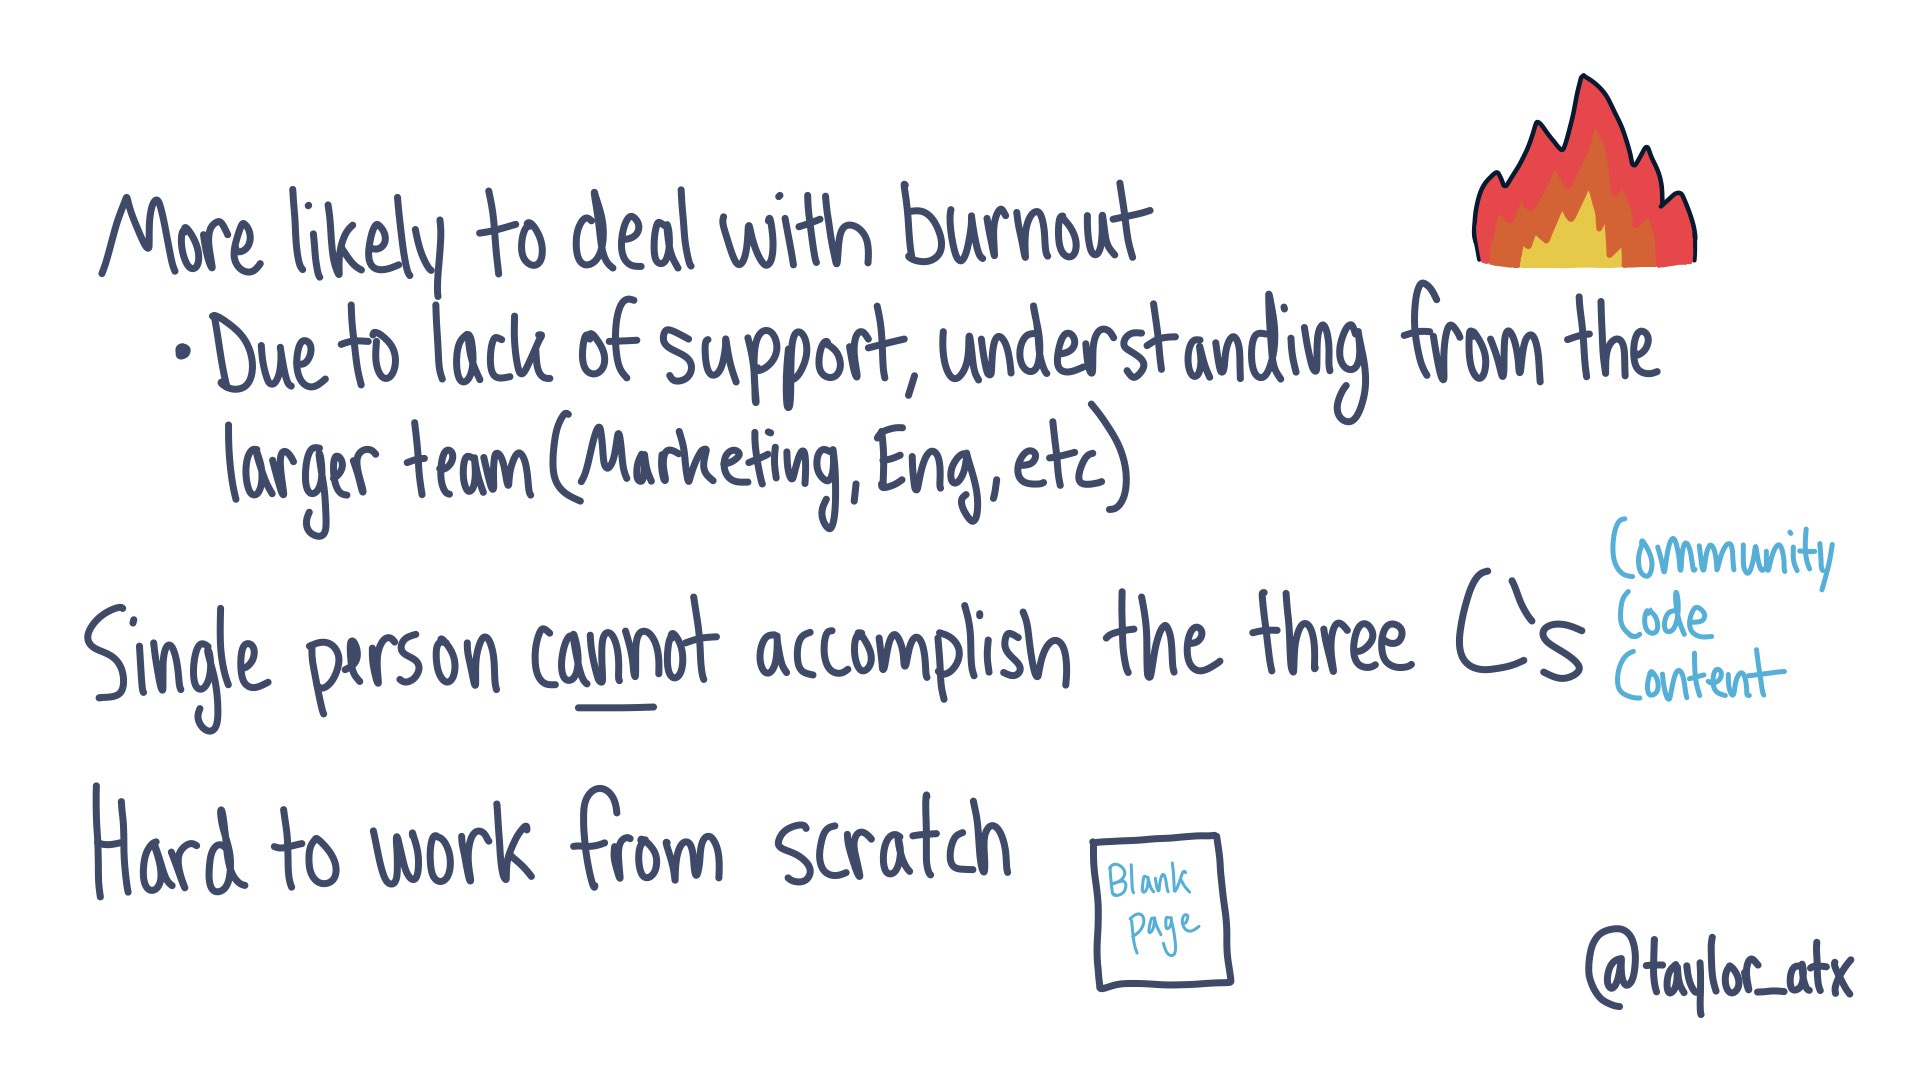 More likely to deal with burnout
• Due to lack of support, understanding from the
larger team (Marketing, Eng, etc)
Single person cannot accomplish the three C's
Community
Code
Content
Hard to work from scratch
Blank
page
@taylor_atx